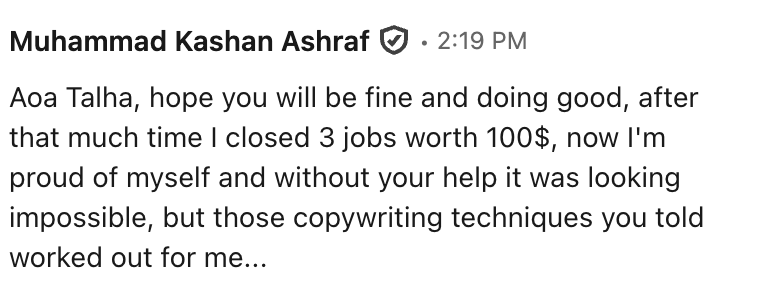 Muhammad Kashan Ashraf • 2:19 PM
Aoa Talha, hope you will be fine and doing good, after
that much time I closed 3 jobs worth 100$, now I'm
proud of myself and without your help it was looking
impossible, but those copywriting techniques you told
worked out for me...